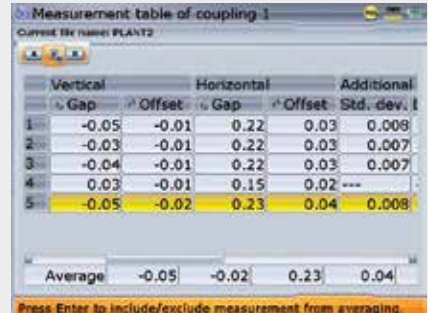 Measurement table of coupling 1
Current file name: PLANT2
Vertical Horizontal Additional
Gap Offset Gap Offset Std. dev.
1 -0.05 -0.01 0.22 0.03 0.008
2 -0.03 -0.01 0.22 0.03 0.007
3 -0.04 -0.01 0.22 0.03 0.007
4 0.03 -0.01 0.15 0.02 ---
5 -0.05 -0.02 0.23 0.04 0.008
Average -0.05 -0.02 0.23 0.04
Press Enter to include/exclude measurement from averaging.